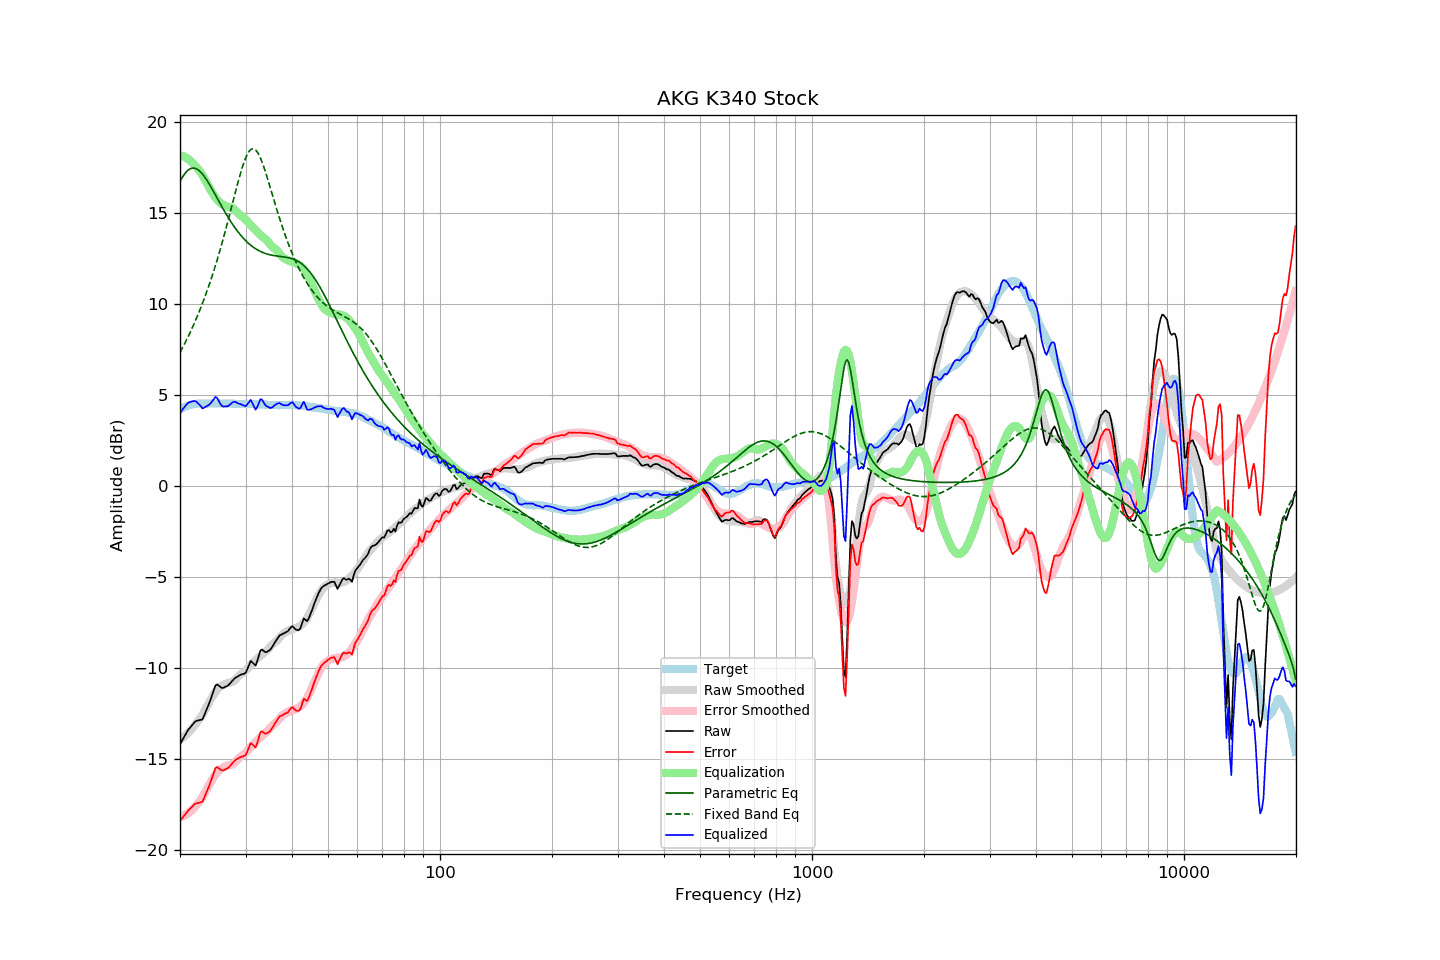 AKG K340 Stock
20
15
10
5
0
−5
−10
−15
−20
Amplitude (dBr)
100
1000
10000
Frequency (Hz)
Target
Raw Smoothed
Error Smoothed
Raw
Error
Equalization
Parametric Eq
Fixed Band Eq
Equalized